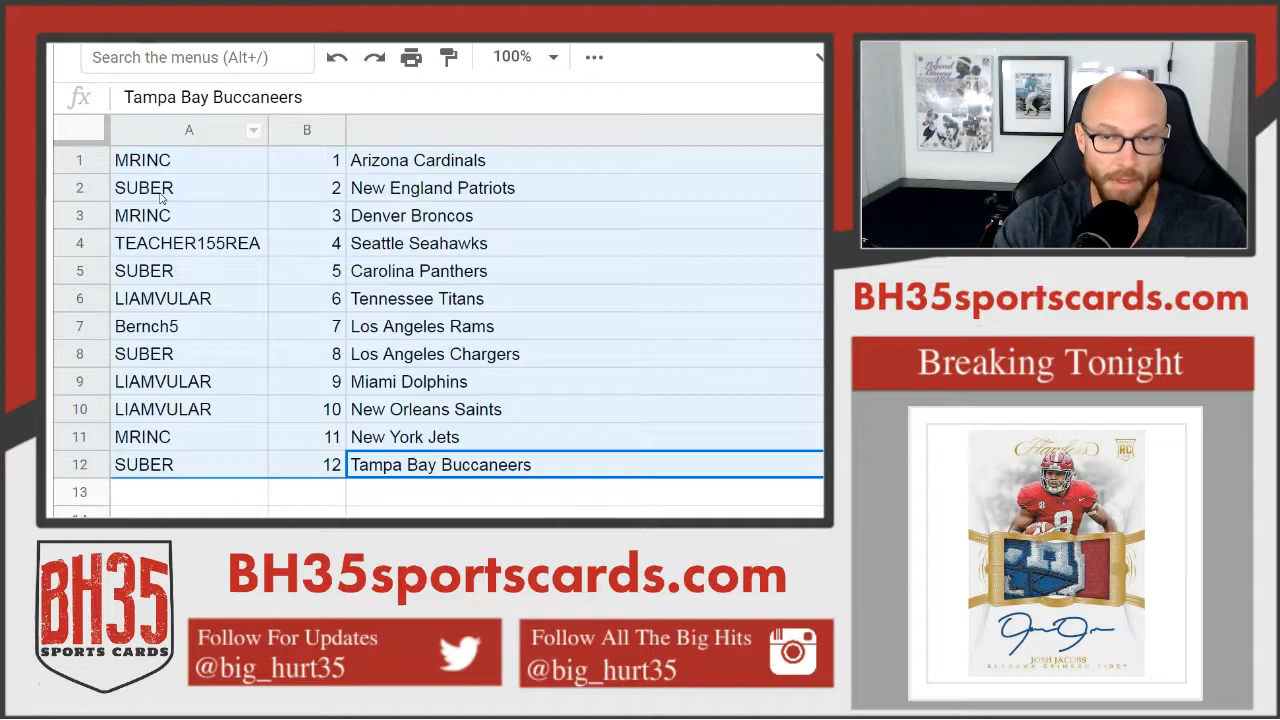 Search the menus (Alt+/)
100%
fx
Tampa Bay Buccaneers
A B
1 MRINC 1 Arizona Cardinals
2 SUBER 2 New England Patriots
3 MRINC 3 Denver Broncos
4 TEACHER155REA 4 Seattle Seahawks
5 SUBER 5 Carolina Panthers
6 LIAMVULAR 6 Tennessee Titans
7 Bernch5 7 Los Angeles Rams
8 SUBER 8 Los Angeles Chargers
9 LIAMVULAR 9 Miami Dolphins
10 LIAMVULAR 10 New Orleans Saints
11 MRINC 11 New York Jets
12 SUBER 12 Tampa Bay Buccaneers
13
BH35sportscards.com
Breaking Tonight
Flawless
RC
8
JOSH JACOBS
ALABAMA CRIMSON TIDE
BH35
SPORTS CARDS
BH35sportscards.com
Follow For Updates
@big_hurt35
Follow All The Big Hits
@big_hurt35